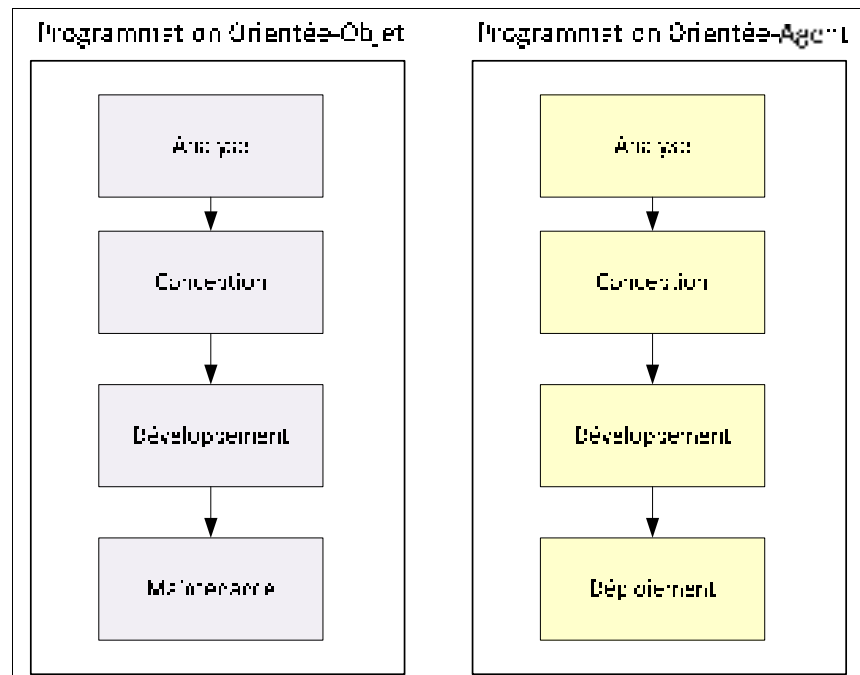 Programmation Orientée-Objet
Analyse
Conception
Développement
Maintenance
Programmation Orientée-Agent
Analyse
Conception
Développement
Déploiement